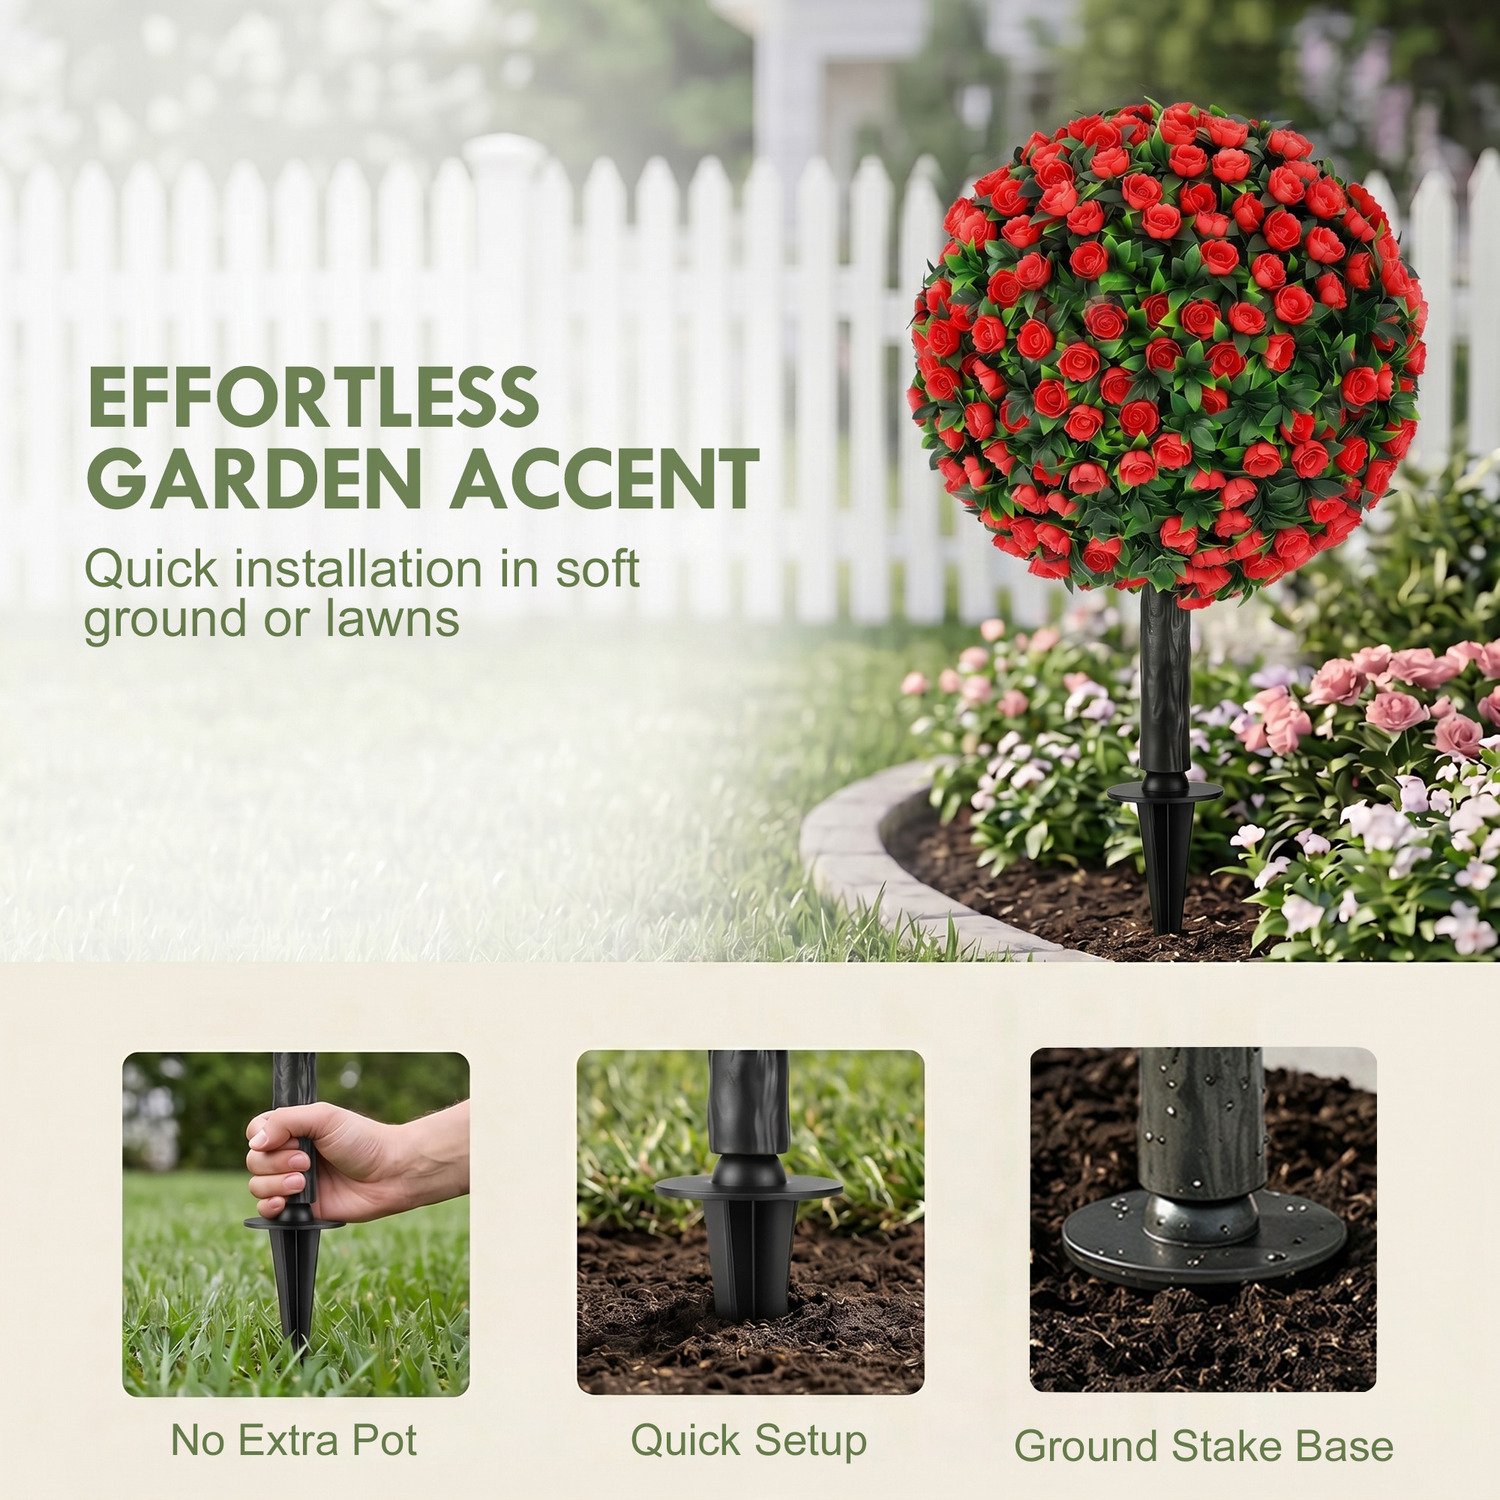 EFFORTLESS
GARDEN ACCENT
Quick installation in soft
ground or lawns
No Extra Pot
Quick Setup
Ground Stake Base